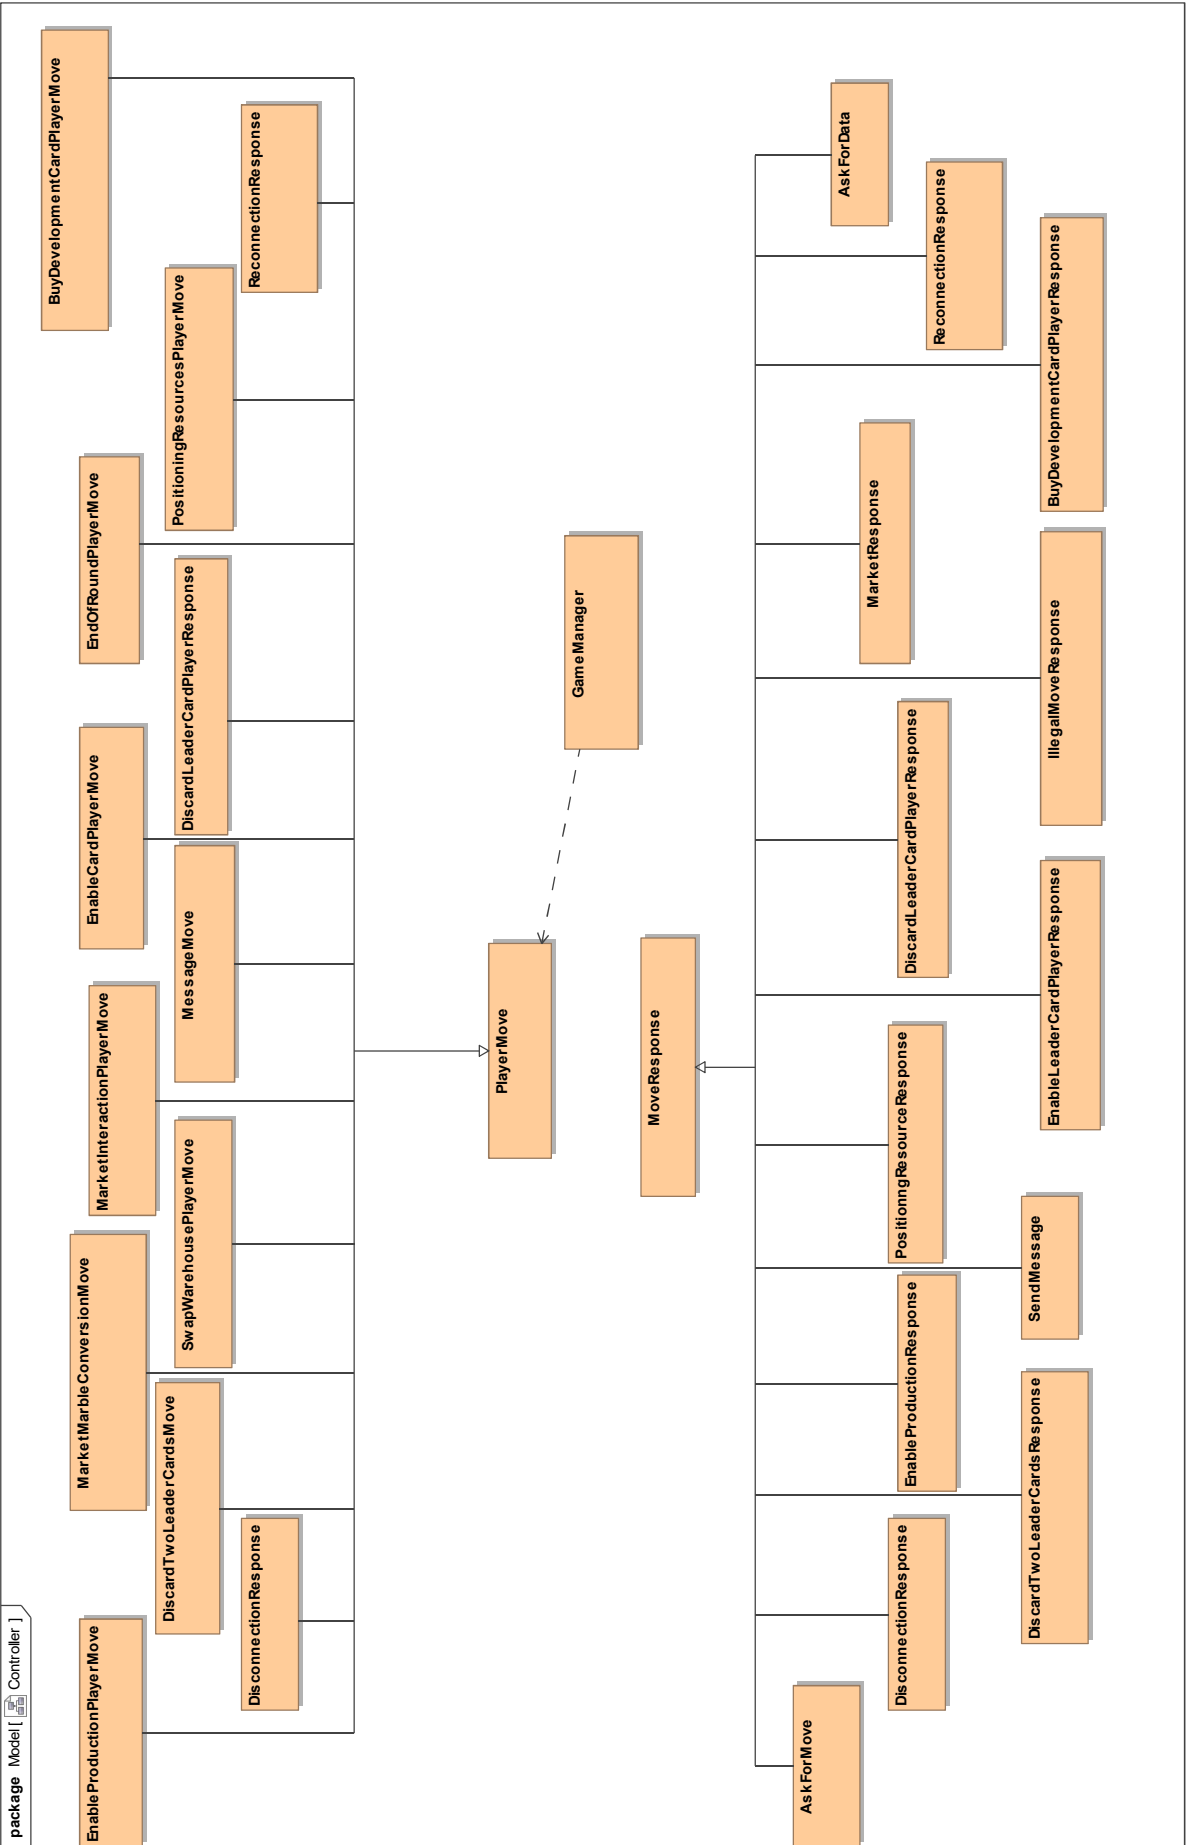 package Model [ Controller ]
EnableProductionPlayerMove
MarketMarbleConversionMove
MarketInteractionPlayerMove
EnableCardPlayerMove
EndOfRoundPlayerMove
BuyDevelopmentCardPlayerMove
DisconnectionResponse
DiscardTwoLeaderCardsMove
SwapWarehousePlayerMove
MessageMove
DiscardLeaderCardPlayerResponse
PositioningResourcesPlayerMove
ReconnectionResponse
PlayerMove
GameManager
MoveResponse
AskForMove
DisconnectionResponse
EnableProductionResponse
PositionngResourceResponse
DiscardLeaderCardPlayerResponse
MarketResponse
ReconnectionResponse
AskForData
DiscardTwoLeaderCardsResponse
SendMessage
EnableLeaderCardPlayerResponse
IllegalMoveResponse
BuyDevelopmentCardPlayerResponse